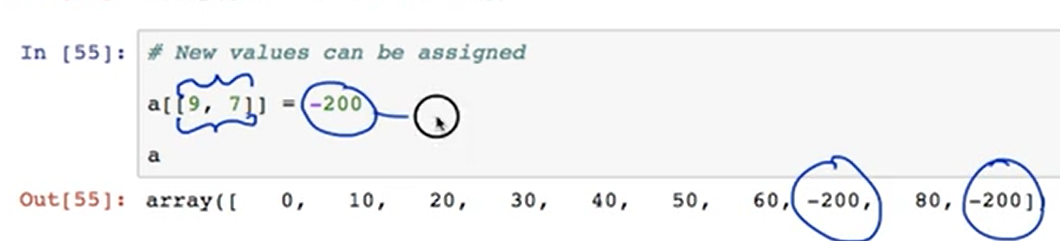 In [55]: # New values can be assigned
a[[9, 7]] = -200
a
Out[55]: array([ 0, 10, 20, 30, 40, 50, 60, -200, 80, -200]